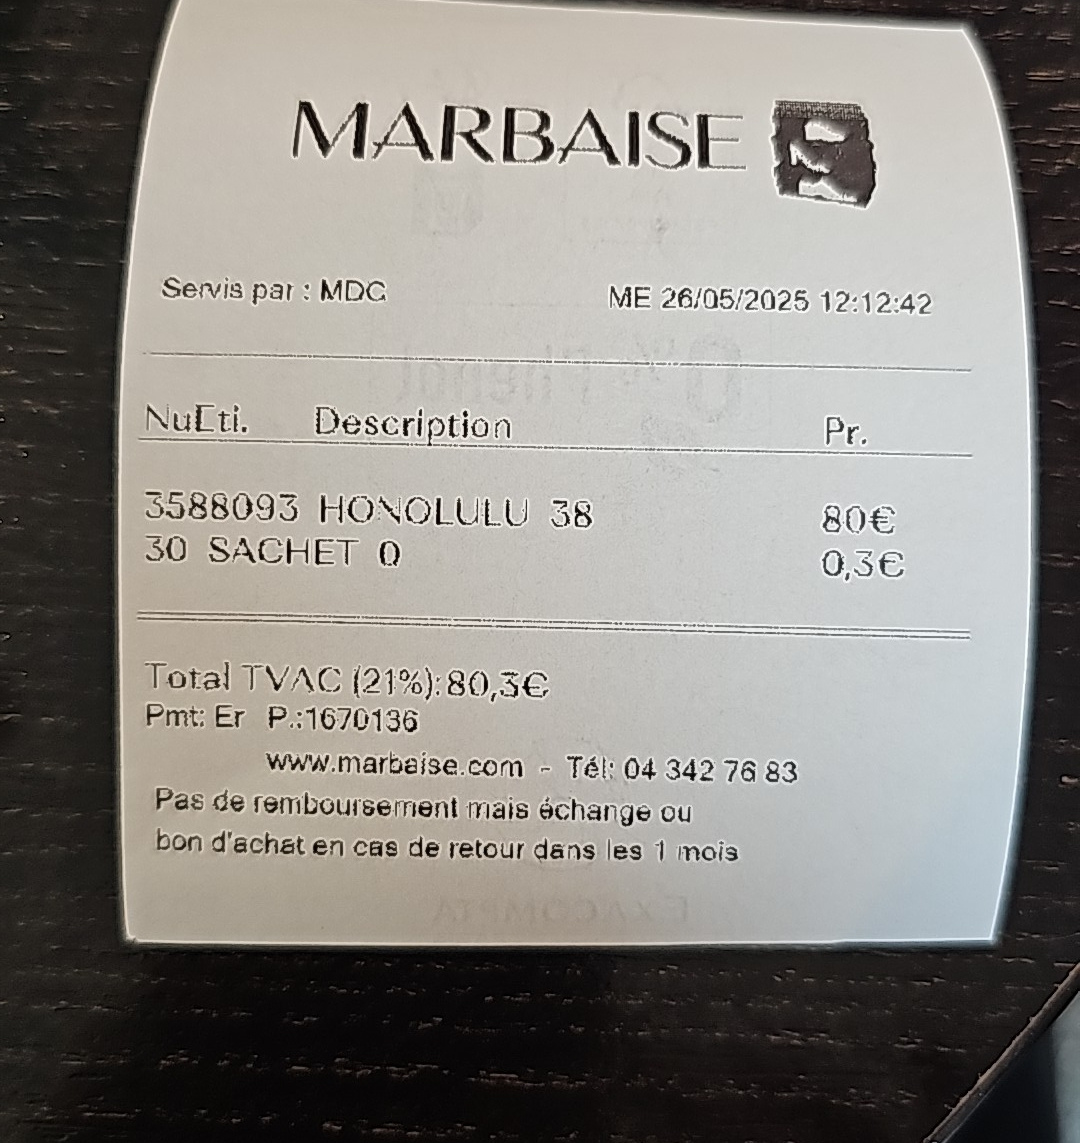 MARBAISE
Servis par : MDC
ME 26/05/2025 12:12:42
NuEti. Description Pr.
3588093 HONOLULU 38 80€
30 SACHET 0 0,3€
Total TVAC (21%):80,3€
Pmt: Er P.:1670136
www.marbaise.com - Tél: 04 342 76 83
Pas de remboursement mais échange ou
bon d'achat en cas de retour dans les 1 mois